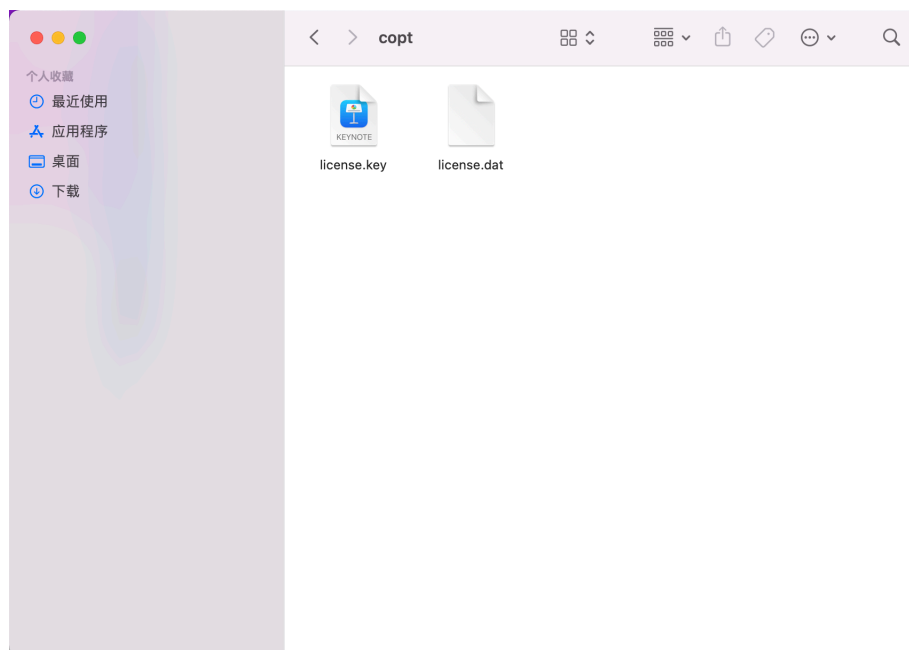 copt
个人收藏
最近使用
应用程序
桌面
下载
KEYNOTE
license.key
license.dat